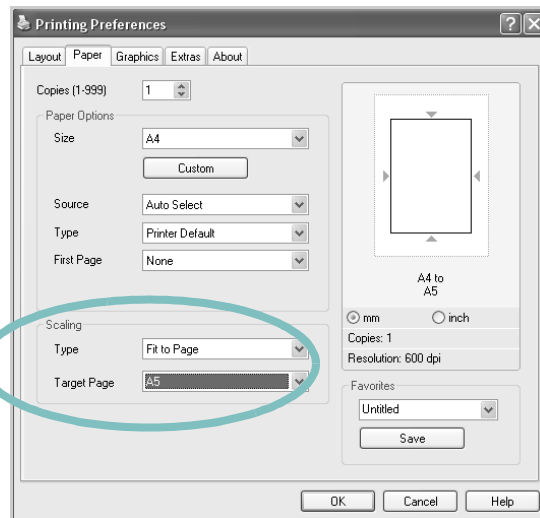 Printing Preferences
Layout Paper Graphics Extras About
Copies (1-999) 1
Paper Options
Size A4
Custom
Source Auto Select
Type Printer Default
First Page None
Scaling
Type Fit to Page
Target Page A5
A4 to
A5
mm inch
Copies: 1
Resolution: 600 dpi
Favorites
Untitled
Save
OK Cancel Help